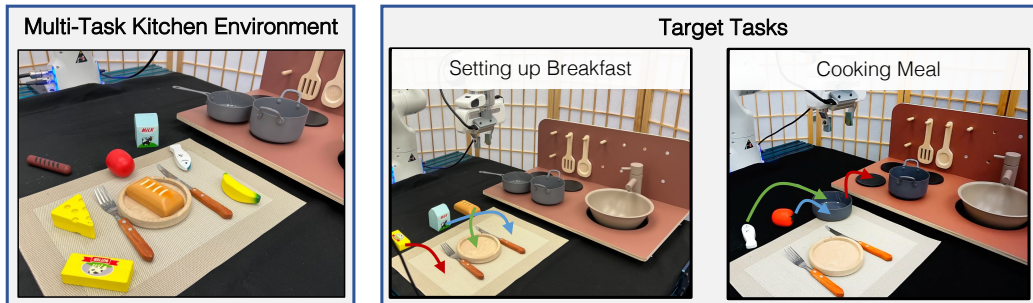 Multi-Task Kitchen Environment
Target Tasks
Setting up Breakfast
Cooking Meal
MILK